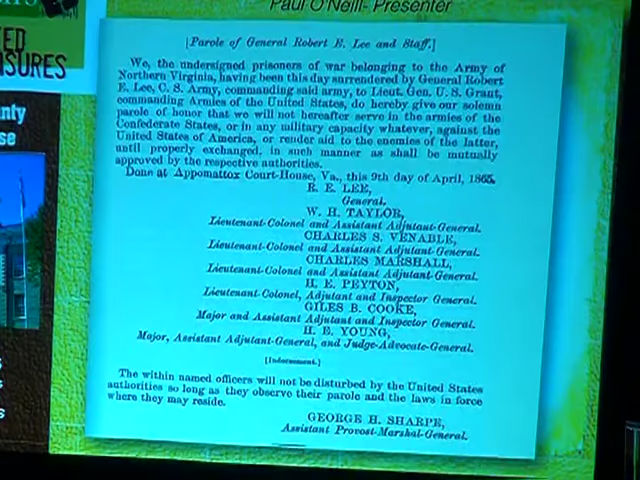 Paul O'Neill- Presenter
SURES
nty
se
[Parole of General Robert E. Lee and Staff.]
We, the undersigned prisoners of war belonging to the Army of
Northern Virginia, having been this day surrendered by General Robert
E. Lee, C. S. Army, commanding said army, to Lieut. Gen. U. S. Grant,
commanding Armies of the United States, do hereby give our solemn
parole of honor that we will not hereafter serve in the armies of the
Confederate States, or in any military capacity whatever, against the
United States of America, or render aid to the enemies of the latter,
until properly exchanged, in such manner as shall be mutually
approved by the respective authorities.
Done at Appomattox Court-House, Va., this 9th day of April, 1865.
R. E. LEE,
General.
W. H. TAYLOR,
Lieutenant-Colonel and Assistant Adjutant-General.
CHARLES S. VENABLE,
Lieutenant-Colonel and Assistant Adjutant-General.
CHARLES MARSHALL,
Lieutenant-Colonel and Assistant Adjutant-General.
H. E. PEYTON,
Lieutenant-Colonel, Adjutant and Inspector General.
GILES B. COOKE,
Major and Assistant Adjutant and Inspector General.
H. E. YOUNG,
Major, Assistant Adjutant-General, and Judge-Advocate-General.
[Indorsement.]
The within named officers will not be disturbed by the United States
authorities so long as they observe their parole and the laws in force
where they may reside.
GEORGE H. SHARPE,
Assistant Provost-Marshal-General.